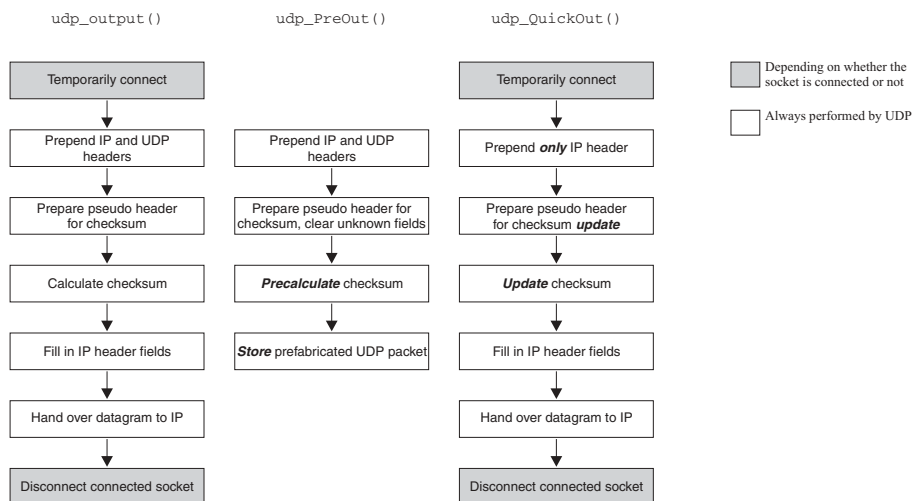 udp_output()
udp_PreOut()
udp_QuickOut()
Temporarily connect
Prepend IP and UDP
headers
Prepare pseudo header
for checksum
Calculate checksum
Fill in IP header fields
Hand over datagram to IP
Disconnect connected socket
Prepend IP and UDP
headers
Prepare pseudo header for
checksum, clear unknown fields
Precalculate checksum
Store prefabricated UDP packet
Temporarily connect
Prepend only IP header
Prepare pseudo header
for checksum update
Update checksum
Fill in IP header fields
Hand over datagram to IP
Disconnect connected socket
Depending on whether the
socket is connected or not
Always performed by UDP